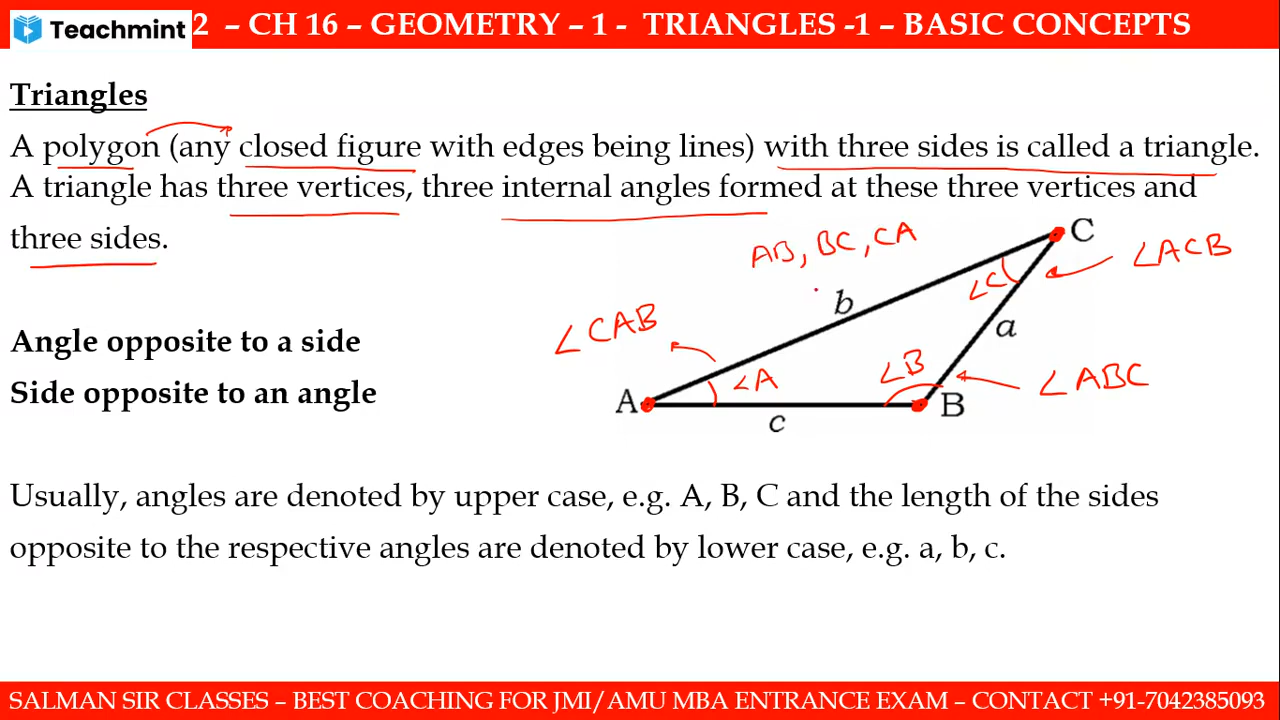 Teachmint 2 – CH 16 – GEOMETRY – 1 - TRIANGLES -1 – BASIC CONCEPTS
Triangles
A polygon (any closed figure with edges being lines) with three sides is called a triangle.
A triangle has three vertices, three internal angles formed at these three vertices and
three sides.
AB, BC, CA
C
∠ACB
∠C
b
∠CAB
a
Angle opposite to a side
∠A
∠B
∠ABC
Side opposite to an angle
A
B
c
Usually, angles are denoted by upper case, e.g. A, B, C and the length of the sides
opposite to the respective angles are denoted by lower case, e.g. a, b, c.
SALMAN SIR CLASSES – BEST COACHING FOR JMI/AMU MBA ENTRANCE EXAM – CONTACT +91-7042385093